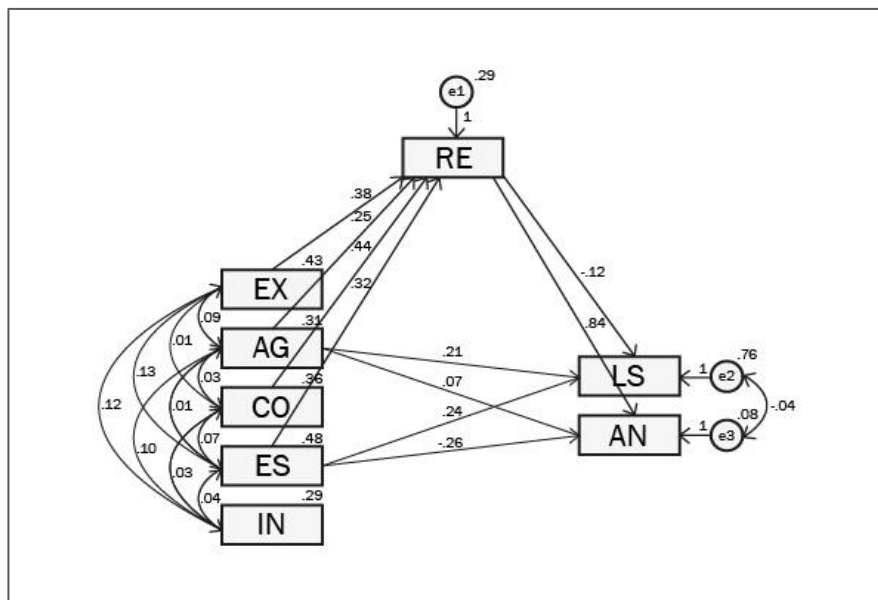 e1
.29
1
RE
.38
.25
.44
.32
.43
EX
.09
.31
AG
.01
.03
.36
CO
.13
.01
.07
.48
ES
.12
.10
.03
.04
.29
IN
-.12
.84
.21
.07
.24
-.26
LS
1
e2
.76
AN
1
e3
.08
-.04